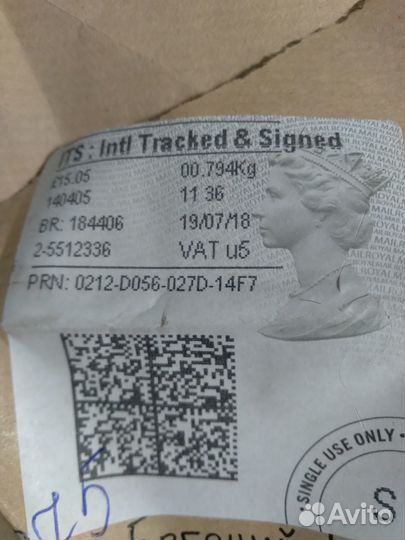 ITS : Intl Tracked & Signed
£15.05 00.794Kg
140405 11 36
BR: 184406 19/07/18
2-5512336 VAT u5
PRN: 0212-D056-027D-14F7
• SINGLE USE ONLY •
S
Avito